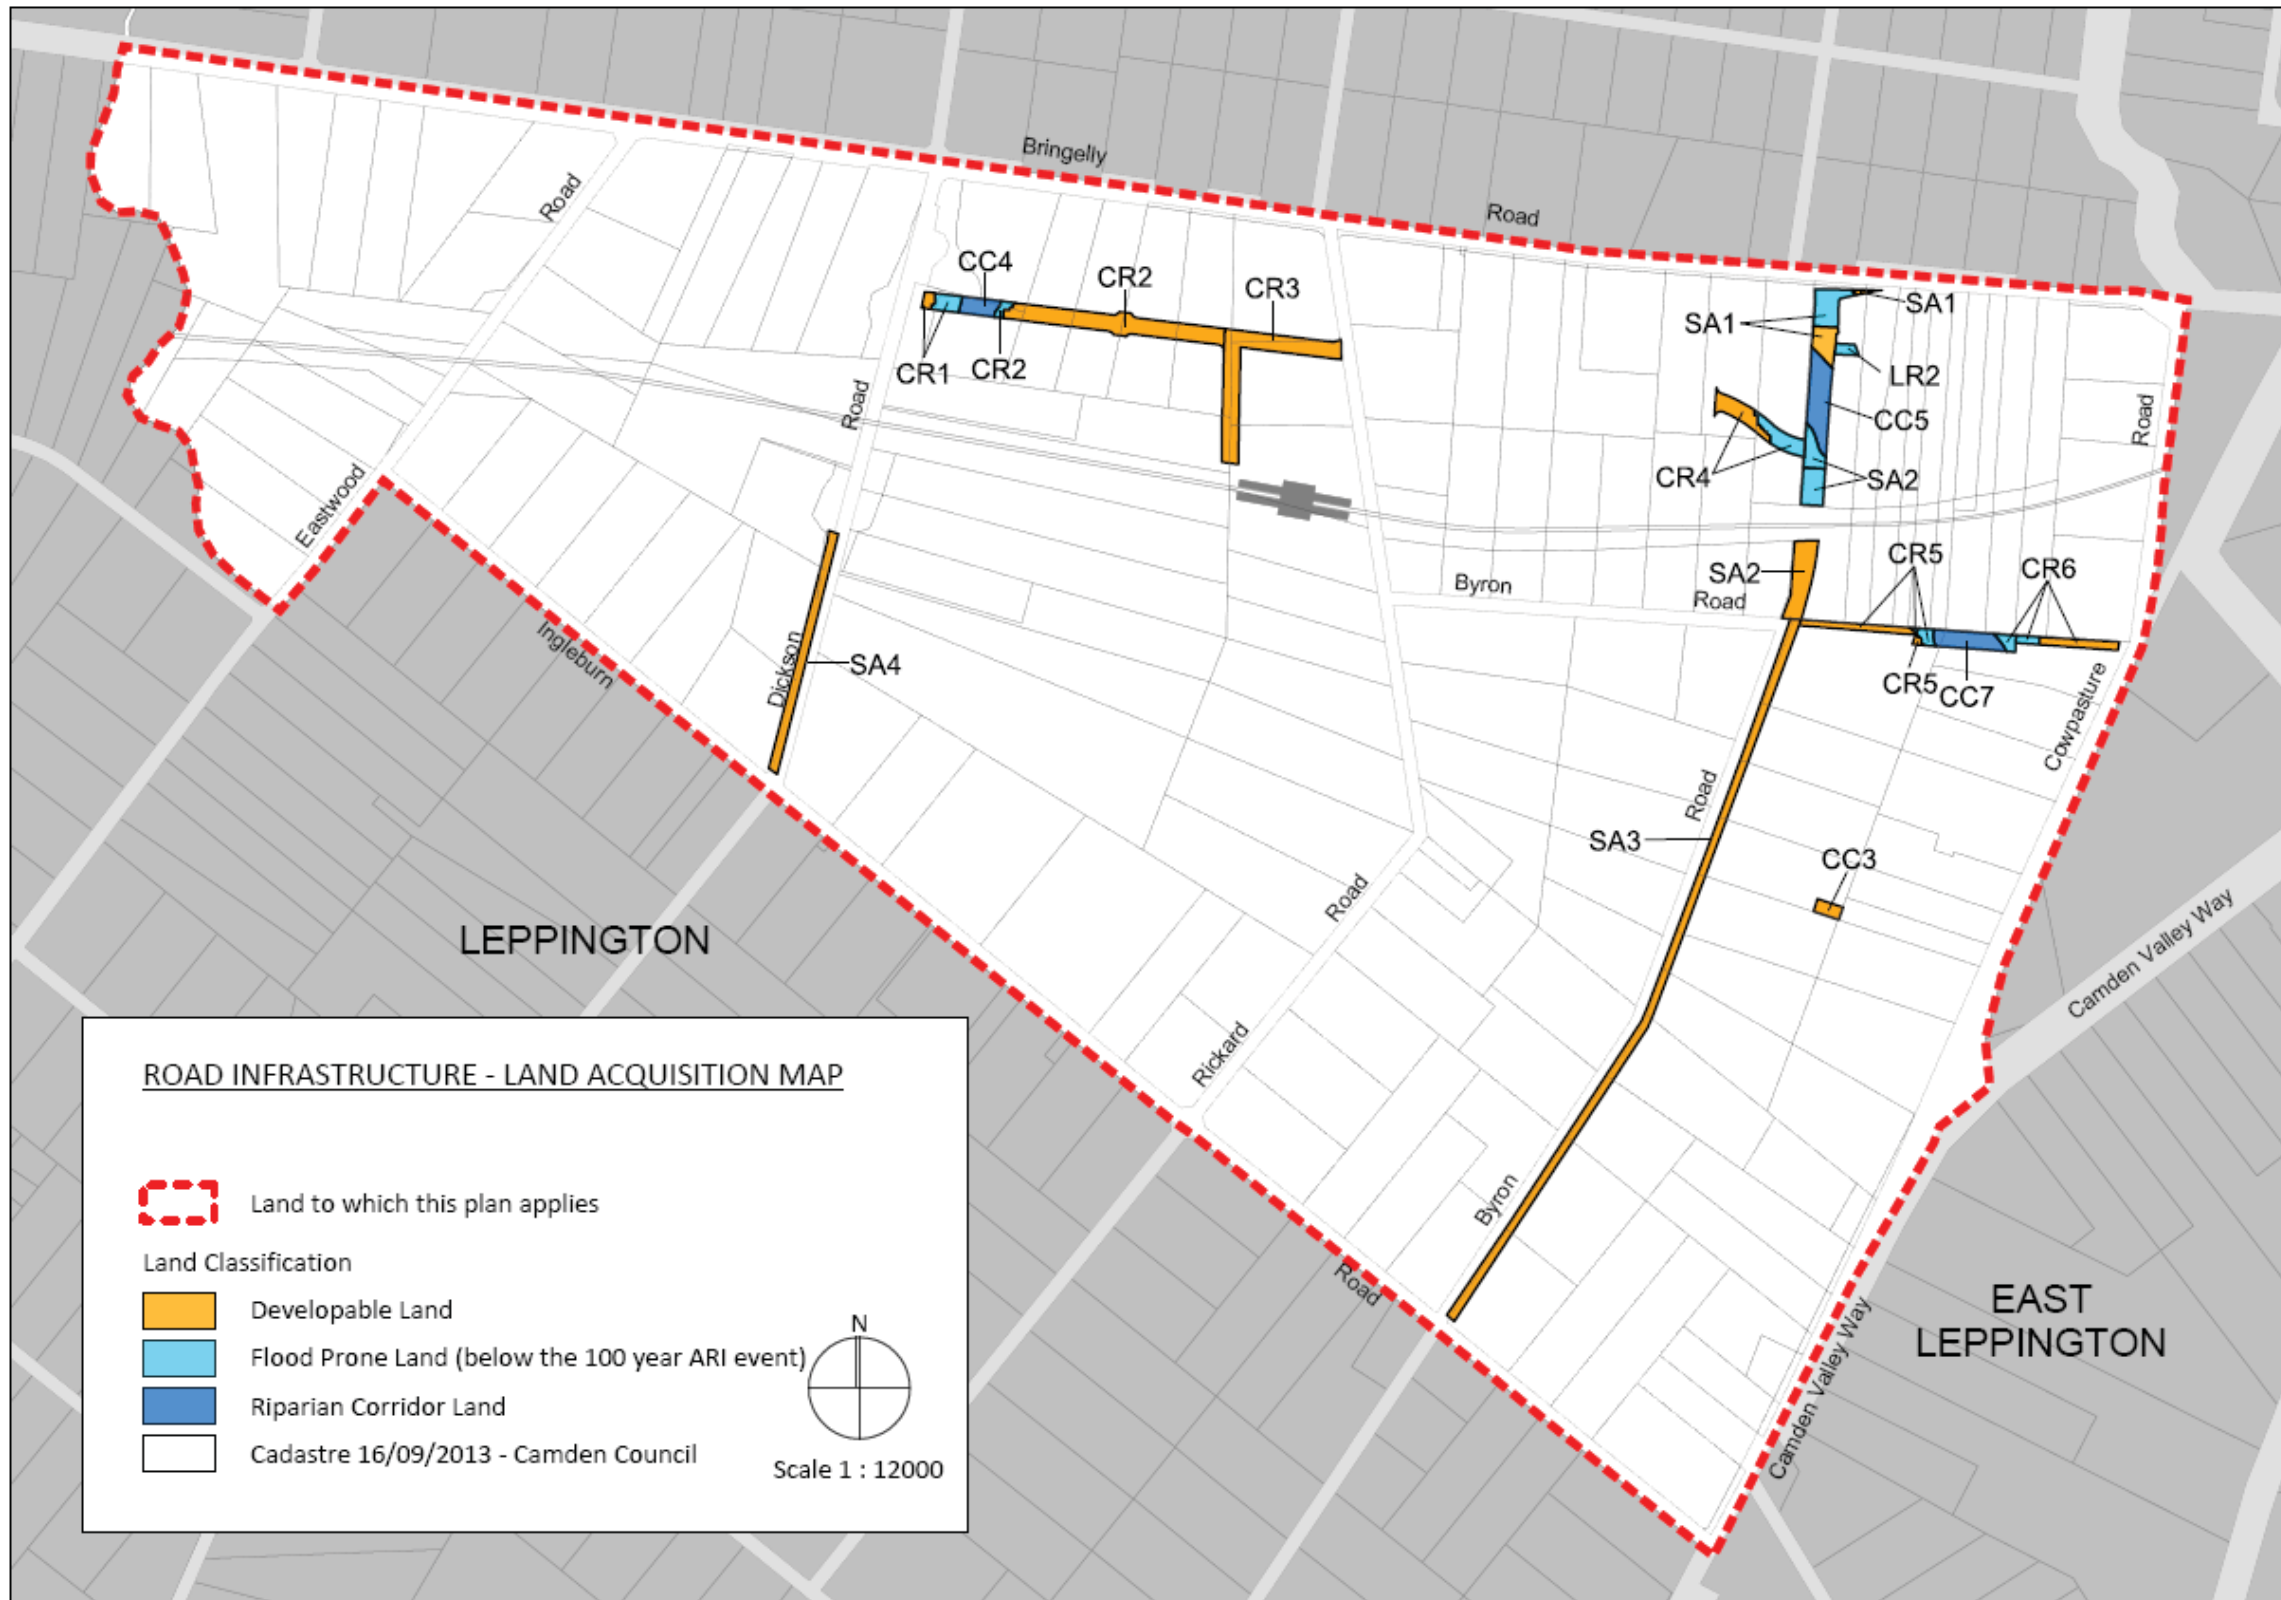 Bringelly
Road
Road
CC4
CR2
CR3
SA1
SA1
CR1
CR2
LR2
Road
CC5
Road
CR4
SA2
Eastwood
Byron
Road
SA2
CR5
CR6
Ingleburn
Dickson
SA4
CR5
CC7
Cowpasture
Road
SA3
CC3
Road
LEPPINGTON
Camden Valley Way
Rickard
Byron
Road
EAST
LEPPINGTON
Camden Valley Way
ROAD INFRASTRUCTURE - LAND ACQUISITION MAP
Land to which this plan applies
Land Classification
Developable Land
Flood Prone Land (below the 100 year ARI event)
Riparian Corridor Land
Cadastre 16/09/2013 - Camden Council
N
Scale 1 : 12000